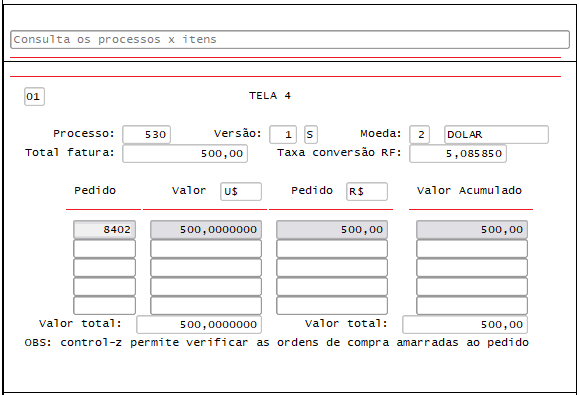 Consulta os processos x itens
01 TELA 4
Processo: 530 Versão: 1 S Moeda: 2 DOLAR
Total fatura: 500,00 Taxa conversão RF: 5,085850
Pedido Valor U$ Pedido R$ Valor Acumulado
8402 500,0000000 500,00 500,00
Valor total: 500,0000000 Valor total: 500,00
OBS: control-z permite verificar as ordens de compra amarradas ao pedido